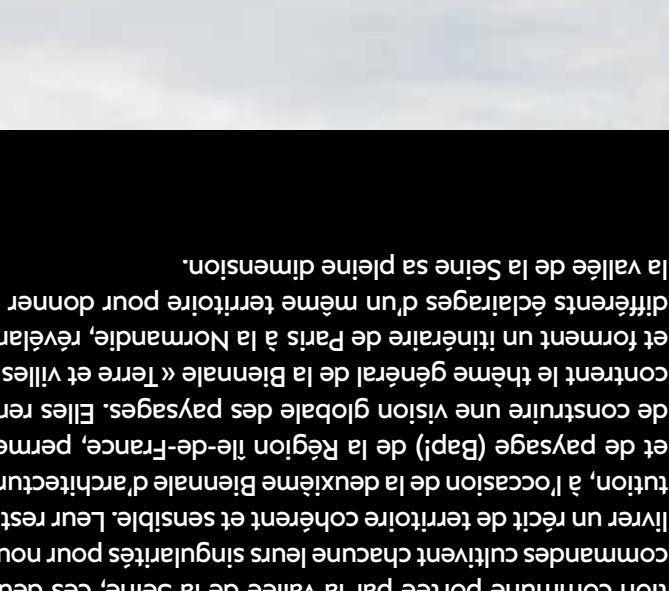 tion commune portée par la vallée de la Seine, ces deu
commandes cultivent chacune leurs singularités pour nou
livrer un récit de territoire cohérent et sensible. Leur rest
tution, à l'occasion de la deuxième Biennale d'architectur
et de paysage (Bap!) de la Région Île-de-France, perme
de construire une vision globale des paysages. Elles ren
contrent le thème général de la Biennale « Terre et villes
et forment un itinéraire de Paris à la Normandie, révélan
différents éclairages d'un même territoire pour donner
la vallée de la Seine sa pleine dimension.